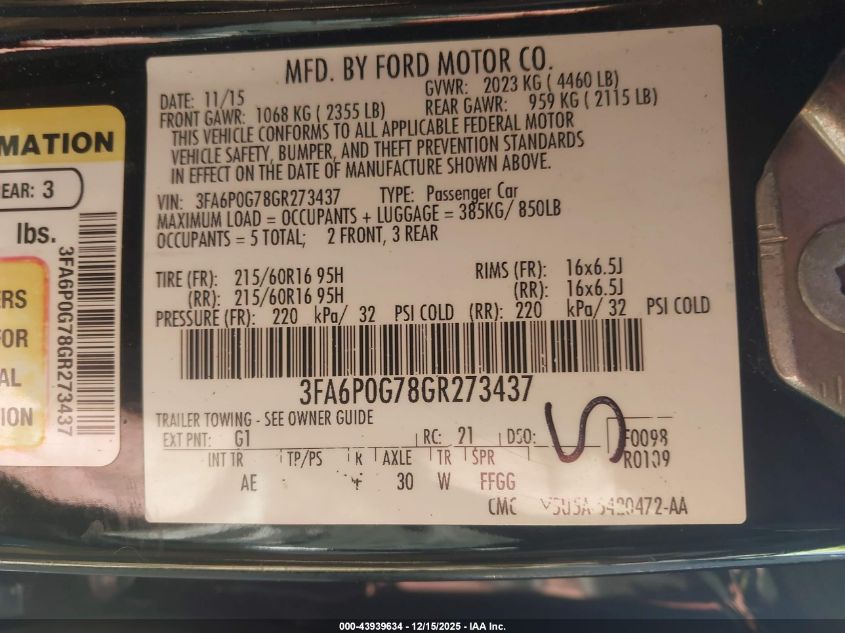 MFD. BY FORD MOTOR CO.
DATE: 11/15 GVWR: 2023 KG ( 4460 LB)
FRONT GAWR: 1068 KG ( 2355 LB) REAR GAWR: 959 KG ( 2115 LB)
THIS VEHICLE CONFORMS TO ALL APPLICABLE FEDERAL MOTOR
VEHICLE SAFETY, BUMPER, AND THEFT PREVENTION STANDARDS
IN EFFECT ON THE DATE OF MANUFACTURE SHOWN ABOVE.
VIN: 3FA6P0G78GR273437 TYPE: Passenger Car
MAXIMUM LOAD = OCCUPANTS + LUGGAGE = 385KG/ 850LB
OCCUPANTS = 5 TOTAL; 2 FRONT, 3 REAR
TIRE (FR): 215/60R16 95H RIMS (FR): 16x6.5J
(RR): 215/60R16 95H (RR): 16x6.5J
PRESSURE (FR): 220 kPa/ 32 PSI COLD (RR): 220 kPa/ 32 PSI COLD
3FA6P0G78GR273437
TRAILER TOWING - SEE OWNER GUIDE
EXT PNT: G1 RC: 21 DSO: F0098
R0109
INT TR TP/PS R AXLE TR SPR
AE 30 W FFGG
CMC
MATION
EAR: 3
lbs.
ERS
FOR
AL
ION
3FA6P0G78GR273437
000-43939634 - 12/15/2025 - IAA Inc.